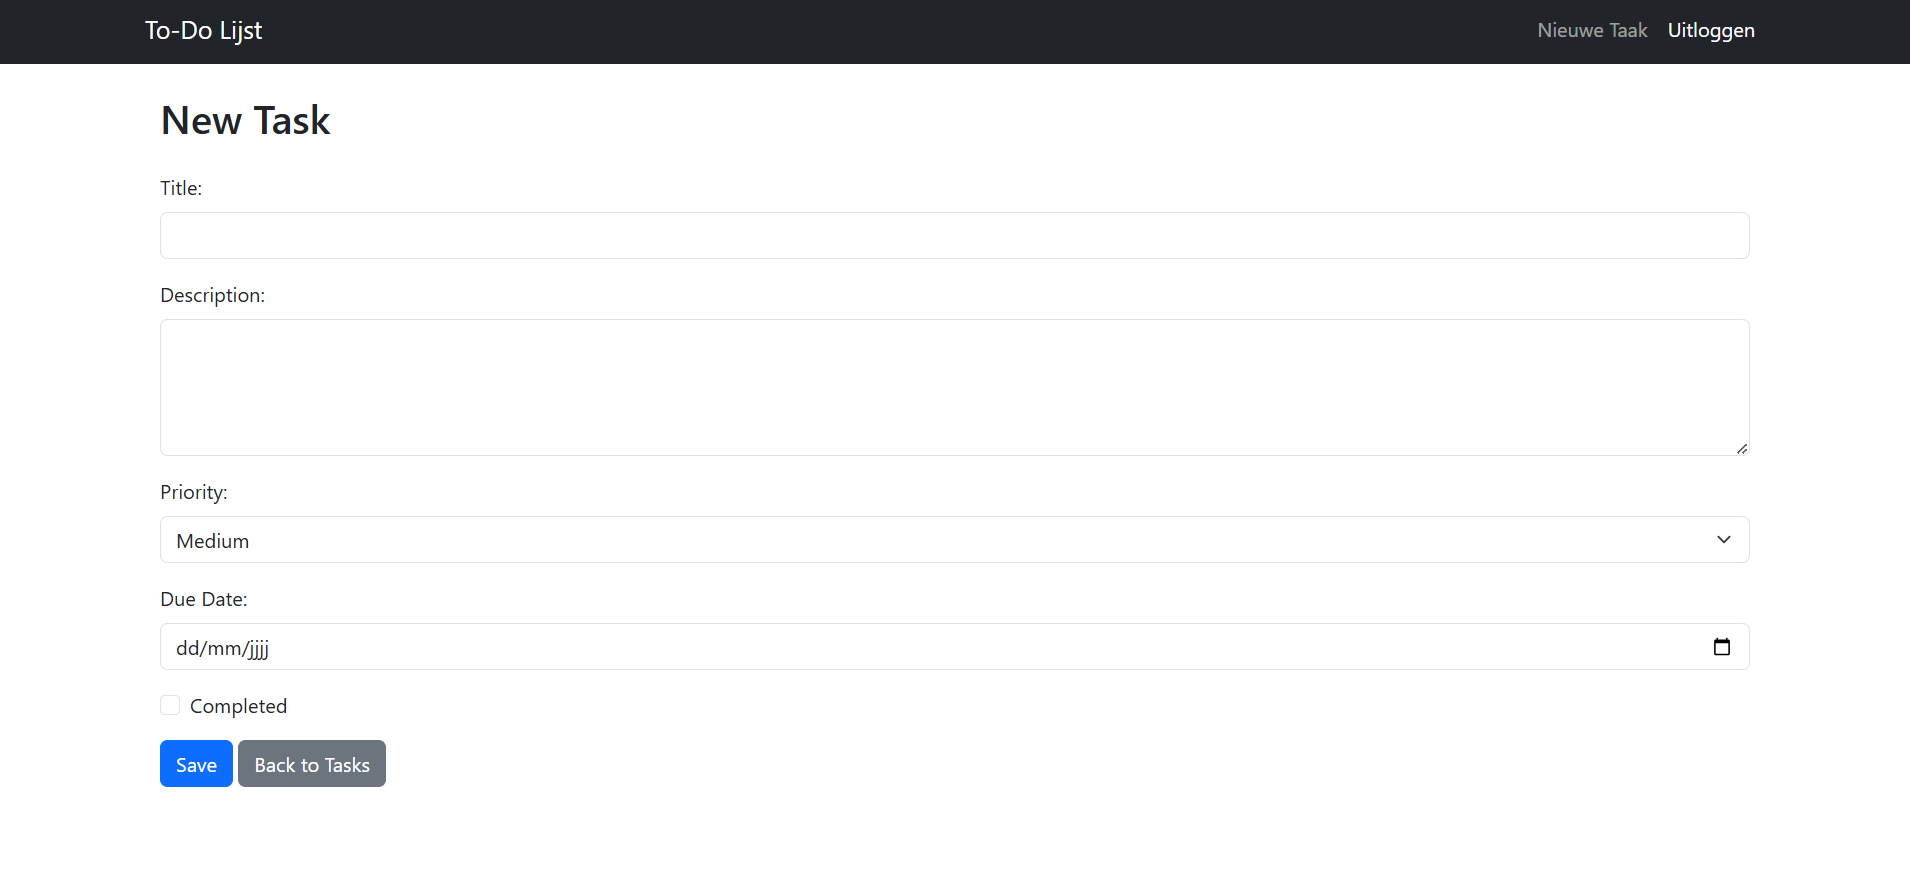 To-Do Lijst
Nieuwe Taak Uitloggen
New Task
Title:
Description:
Priority:
Medium
Due Date:
dd/mm/jjjj
Completed
Save Back to Tasks